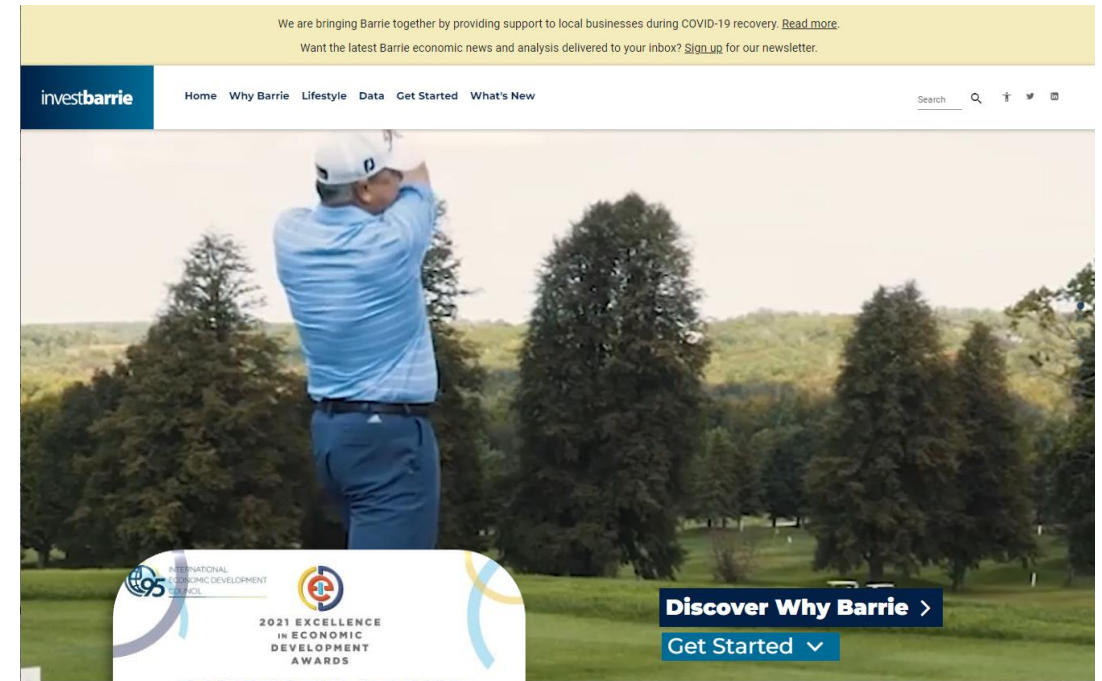 We are bringing Barrie together by providing support to local businesses during COVID-19 recovery. Read more.
Want the latest Barrie economic news and analysis delivered to your inbox? Sign up for our newsletter.
investbarrie
Home Why Barrie Lifestyle Data Get Started What's New
Search
INTERNATIONAL
ECONOMIC DEVELOPMENT
COUNCIL
95
2021 EXCELLENCE
IN ECONOMIC
DEVELOPMENT
AWARDS
Discover Why Barrie >
Get Started